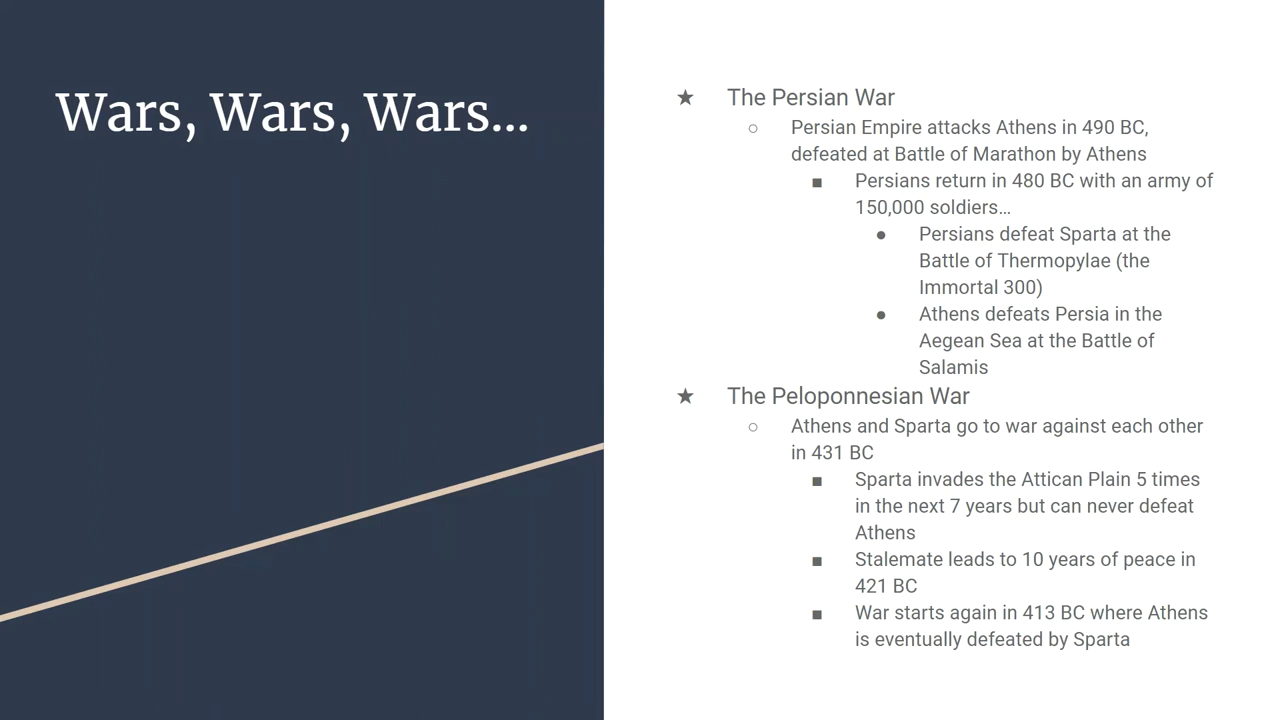 Wars, Wars, Wars...
★ The Persian War
○ Persian Empire attacks Athens in 490 BC,
defeated at Battle of Marathon by Athens
■ Persians return in 480 BC with an army of
150,000 soldiers…
● Persians defeat Sparta at the
Battle of Thermopylae (the
Immortal 300)
● Athens defeats Persia in the
Aegean Sea at the Battle of
Salamis
★ The Peloponnesian War
○ Athens and Sparta go to war against each other
in 431 BC
■ Sparta invades the Attican Plain 5 times
in the next 7 years but can never defeat
Athens
■ Stalemate leads to 10 years of peace in
421 BC
■ War starts again in 413 BC where Athens
is eventually defeated by Sparta